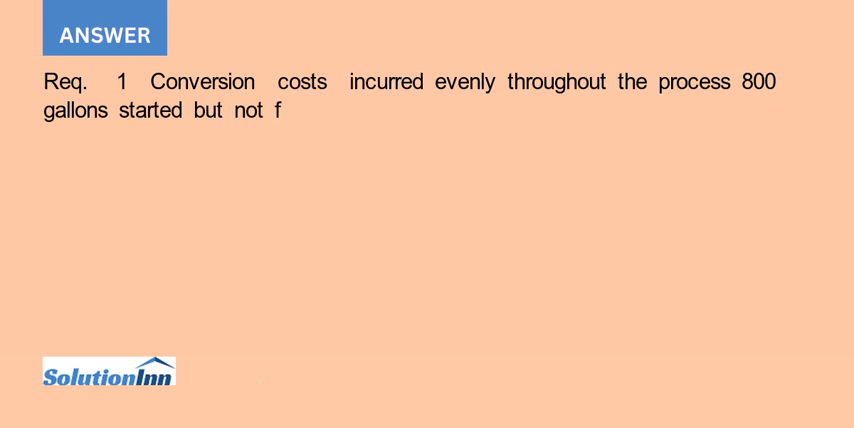 ANSWER
Req. 1 Conversion costs incurred evenly throughout the process 800
gallons started but not f
SolutionInn